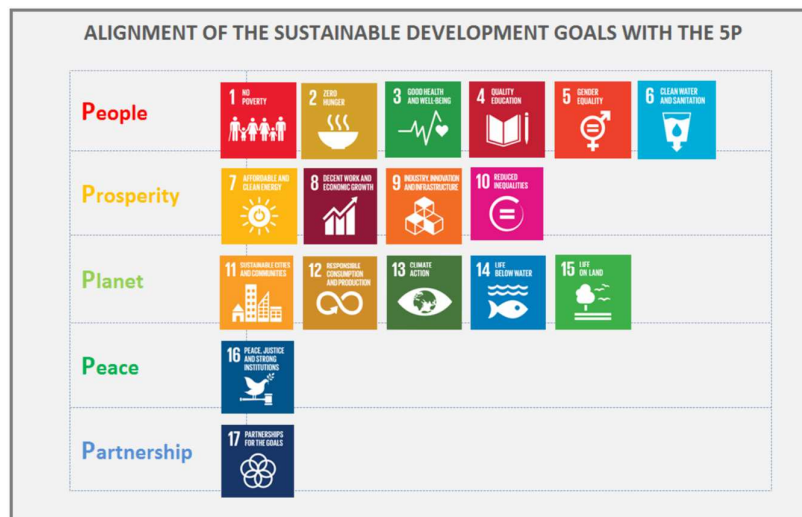 ALIGNMENT OF THE SUSTAINABLE DEVELOPMENT GOALS WITH THE 5P
People
1 NO
POVERTY
2 ZERO
HUNGER
3 GOOD HEALTH
AND WELL-BEING
4 QUALITY
EDUCATION
5 GENDER
EQUALITY
6 CLEAN WATER
AND SANITATION
Prosperity
7 AFFORDABLE AND
CLEAN ENERGY
8 DECENT WORK AND
ECONOMIC GROWTH
9 INDUSTRY, INNOVATION
AND INFRASTRUCTURE
10 REDUCED
INEQUALITIES
Planet
11 SUSTAINABLE CITIES
AND COMMUNITIES
12 RESPONSIBLE
CONSUMPTION
AND PRODUCTION
13 CLIMATE
ACTION
14 LIFE
BELOW WATER
15 LIFE
ON LAND
Peace
16 PEACE, JUSTICE
AND STRONG
INSTITUTIONS
Partnership
17 PARTNERSHIPS
FOR THE GOALS